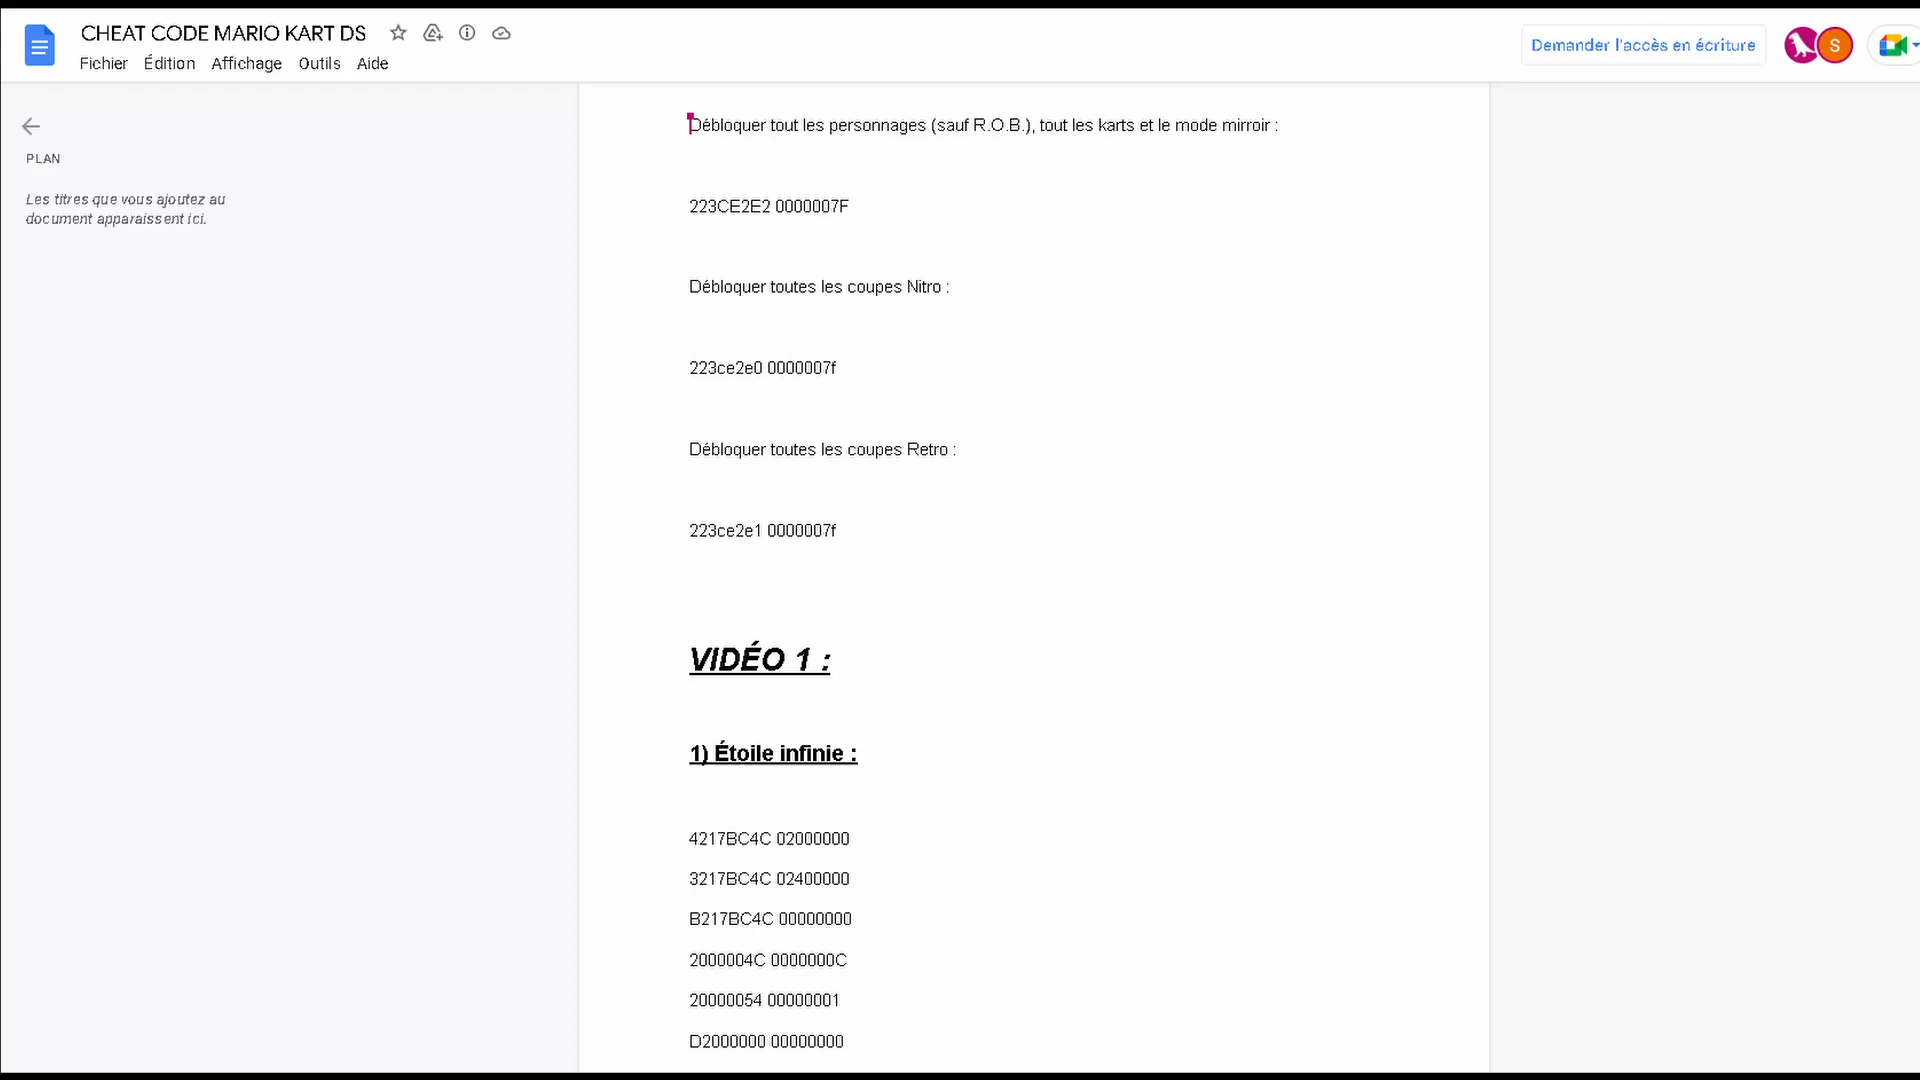 CHEAT CODE MARIO KART DS
Fichier Édition Affichage Outils Aide
Demander l'accès en écriture
S
PLAN
Les titres que vous ajoutez au
document apparaissent ici.
Débloquer tout les personnages (sauf R.O.B.), tout les karts et le mode mirroir :
223CE2E2 0000007F
Débloquer toutes les coupes Nitro :
223ce2e0 0000007f
Débloquer toutes les coupes Retro :
223ce2e1 0000007f
VIDÉO 1 :
1) Étoile infinie :
4217BC4C 02000000
3217BC4C 02400000
B217BC4C 00000000
2000004C 0000000C
20000054 00000001
D2000000 00000000